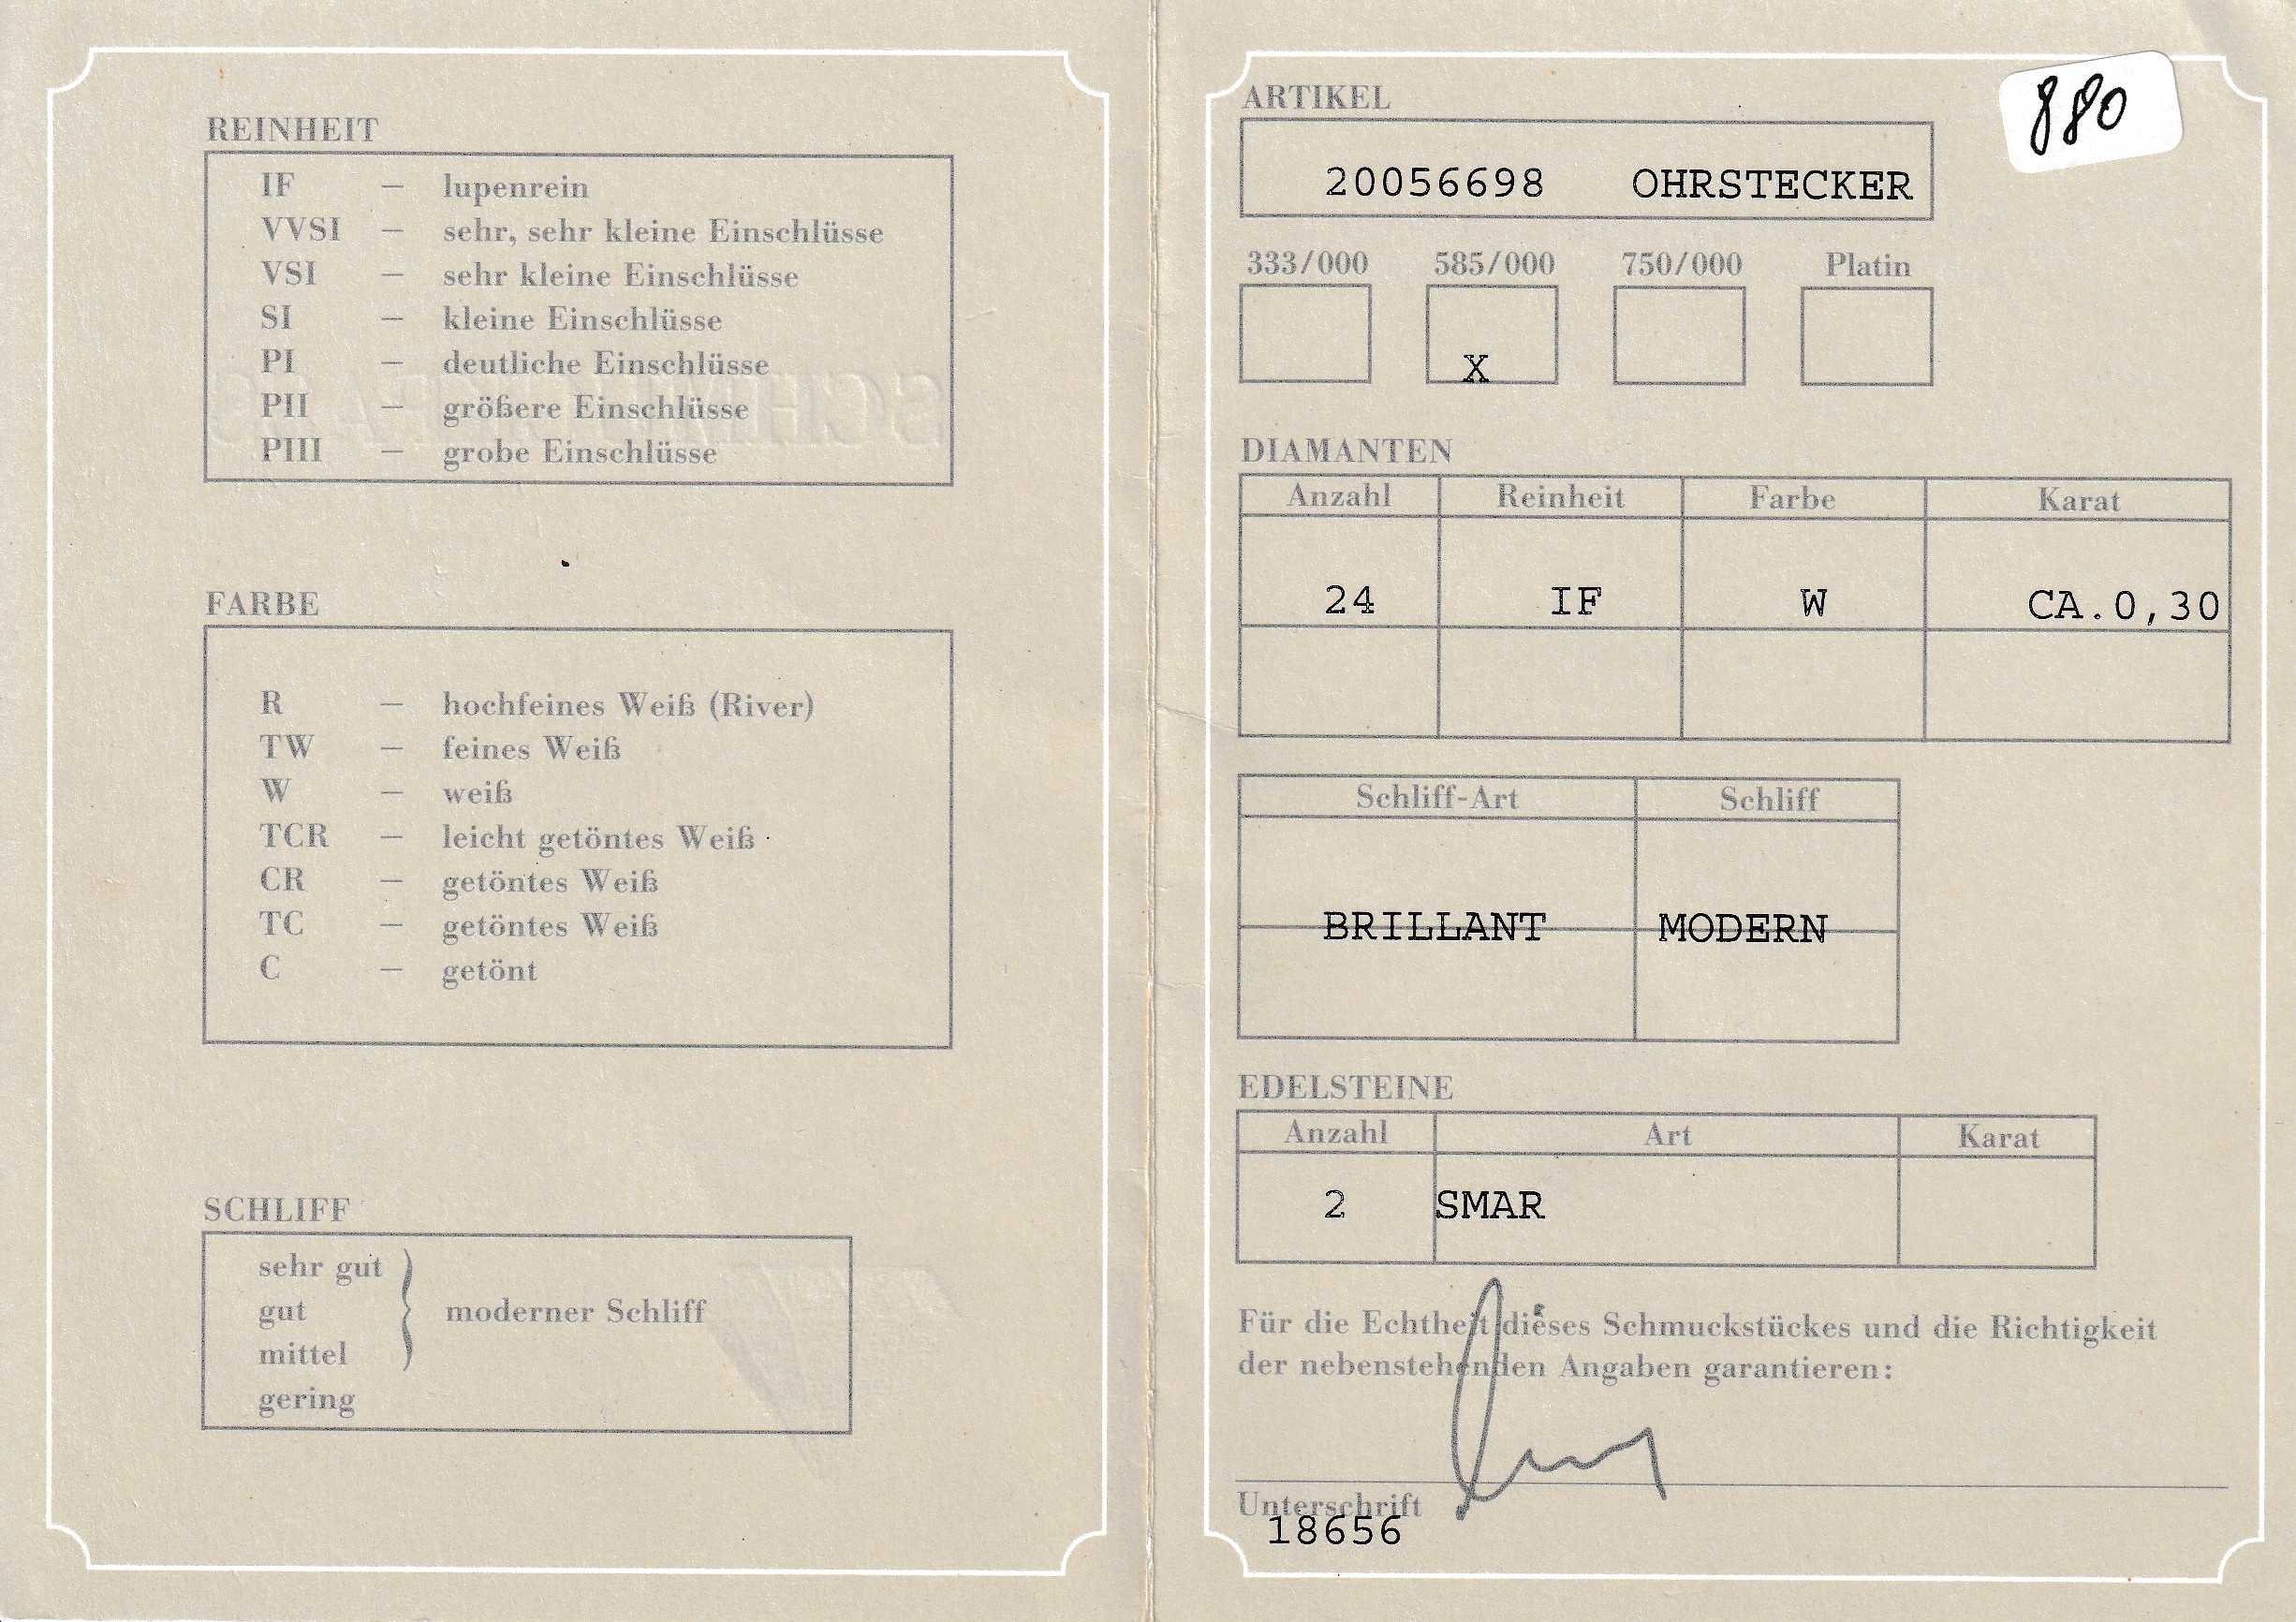 REINHEIT
IF – lupenrein
VVSI – sehr, sehr kleine Einschlüsse
VSI – sehr kleine Einschlüsse
SI – kleine Einschlüsse
PI – deutliche Einschlüsse
PII – größere Einschlüsse
PIII – grobe Einschlüsse
FARBE
R – hochfeines Weiß (River)
TW – feines Weiß
W – weiß
TCR – leicht getöntes Weiß
CR – getöntes Weiß
TC – getöntes Weiß
C – getönt
SCHLIFF
sehr gut
gut
mittel
moderner Schliff
gering
880
ARTIKEL
20056698 OHRSTECKER
333/000 585/000 750/000 Platin
X
DIAMANTEN
Anzahl Reinheit Farbe Karat
24 IF W CA.0,30
Schliff-Art Schliff
BRILLANT MODERN
EDELSTEINE
Anzahl Art Karat
2 SMAR
Für die Echtheit dieses Schmuckstückes und die Richtigkeit
der nebenstehenden Angaben garantieren:
Unterschrift
18656